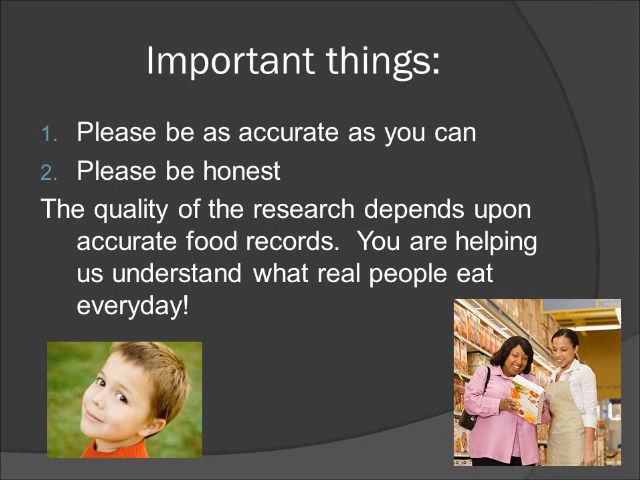 Important things:
1. Please be as accurate as you can
2. Please be honest
The quality of the research depends upon
accurate food records.  You are helping
us understand what real people eat
everyday!